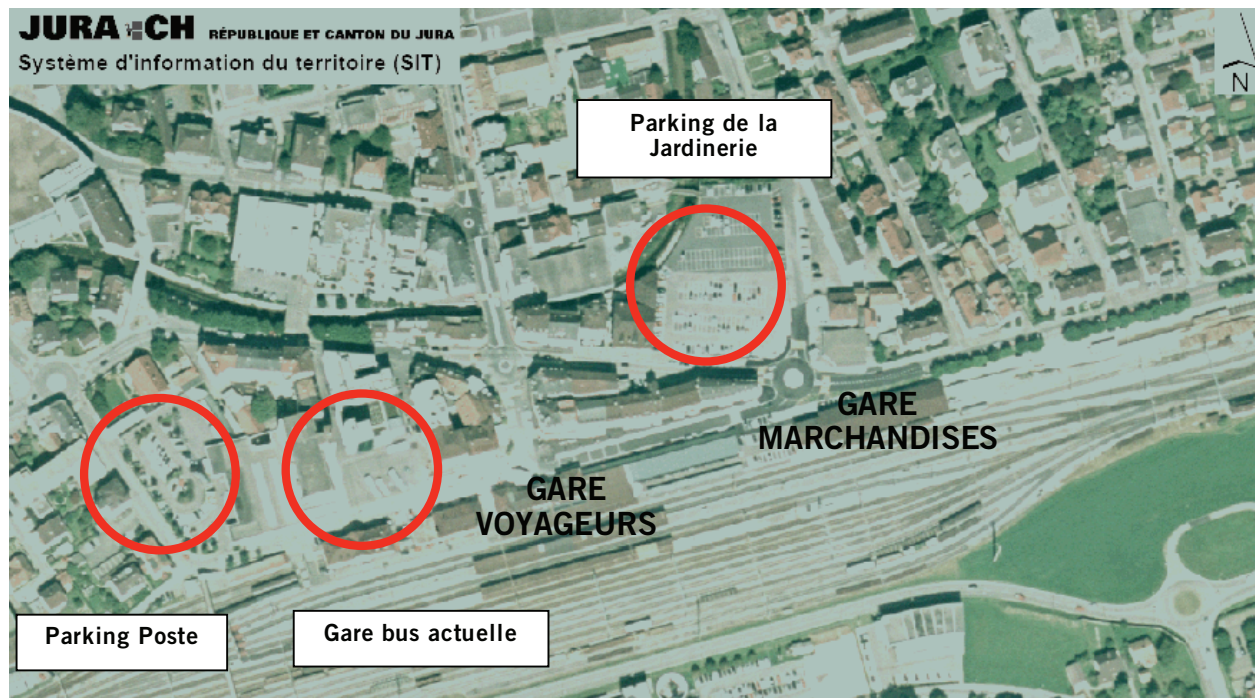 JURA CH RÉPUBLIQUE ET CANTON DU JURA
Système d'information du territoire (SIT)
N
Parking de la
Jardinerie
GARE
MARCHANDISES
GARE
VOYAGEURS
Parking Poste
Gare bus actuelle